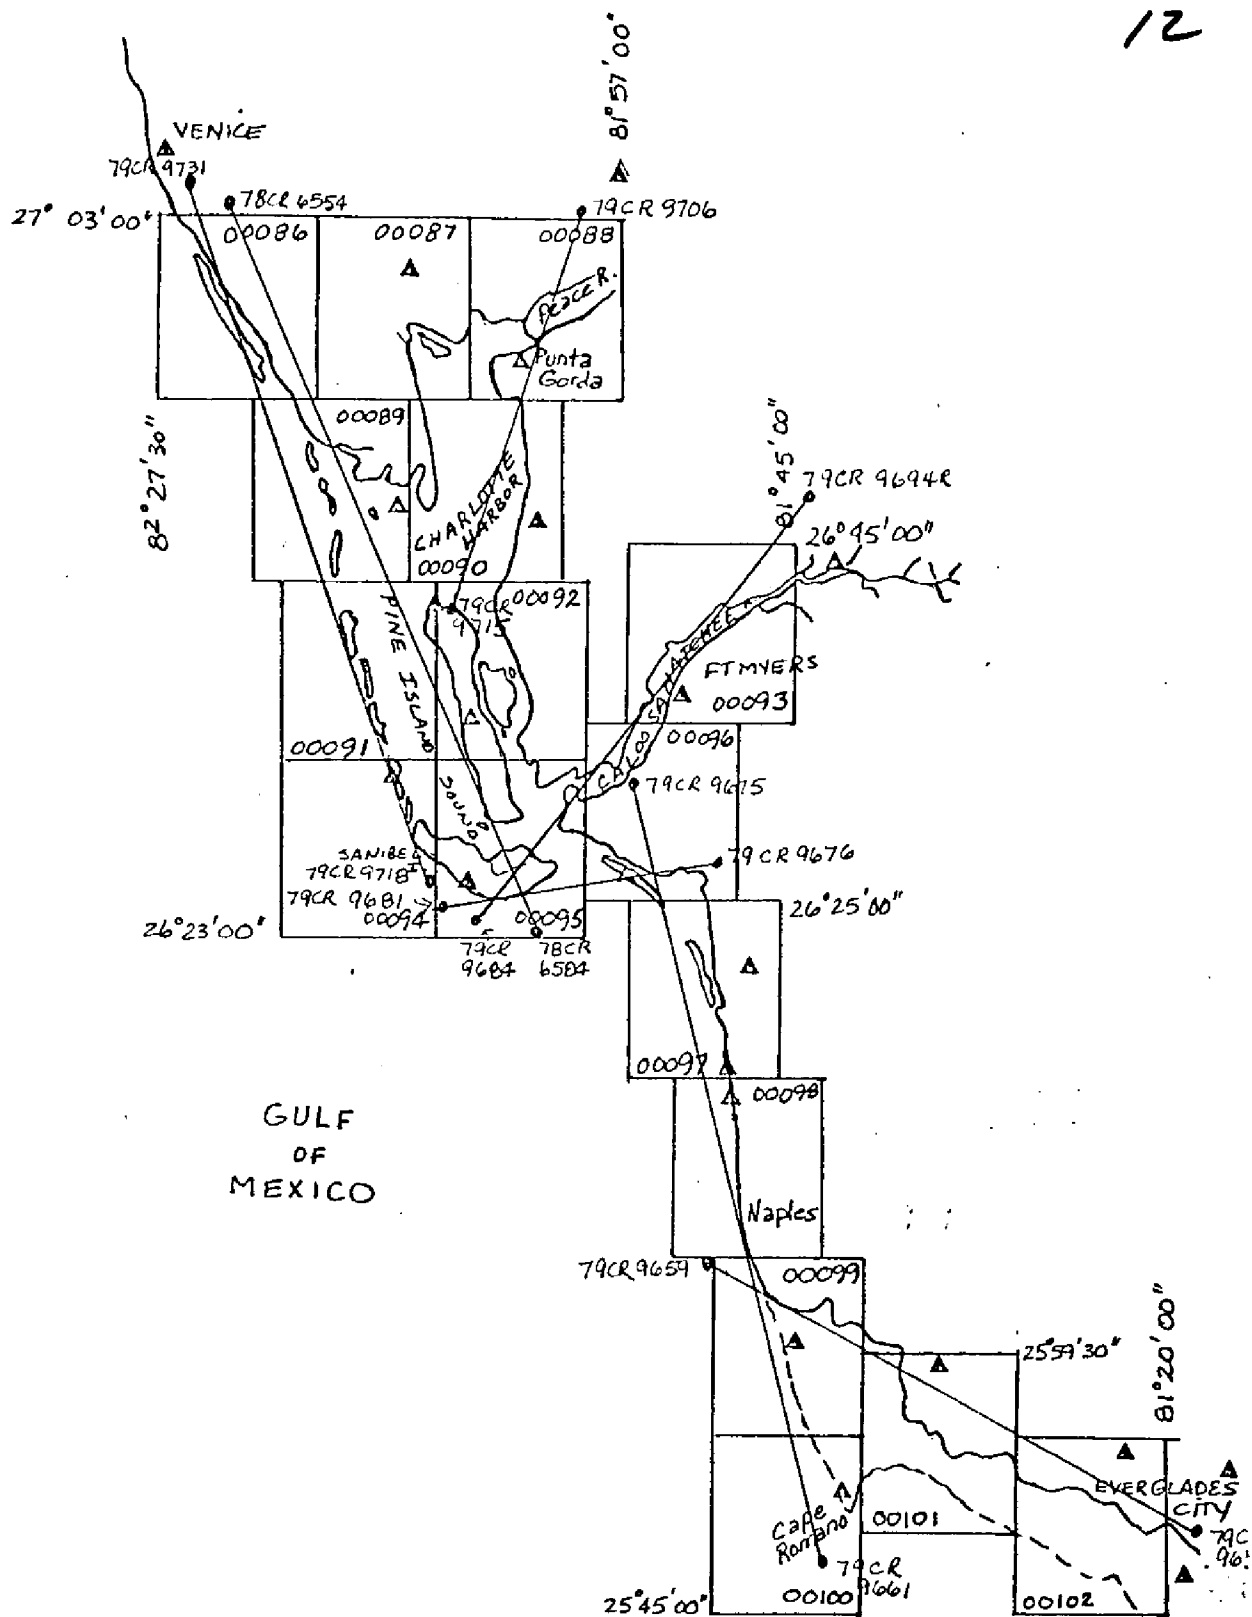 12
81°57'00"
VENICE
79CR 9731
78CR 6554
79CR 9706
27° 03'00"
00086
00087
00088
Peace R.
Punta
Gorda
82°27'30"
00089
81°45'00"
79CR 9694R
26°45'00"
CHARLOTTE
HARBOR
00090
79CR
9715
00092
PINE ISLAND
SOUND
CALOOSAHATCHEE R
FT MYERS
00093
00091
00096
79CR 9675
SANIBEL
79CR 9718
79CR 9676
79CR 9681
00094
00095
26°25'00"
26°23'00"
79CR
9684
78CR
6584
00097
00098
GULF
OF
MEXICO
Naples
79CR 9659
00099
25°59'30"
81°20'00"
EVERGLADES
CITY
79C
Cape
Romano
00101
79CR
9661
00100
00102
25°45'00"